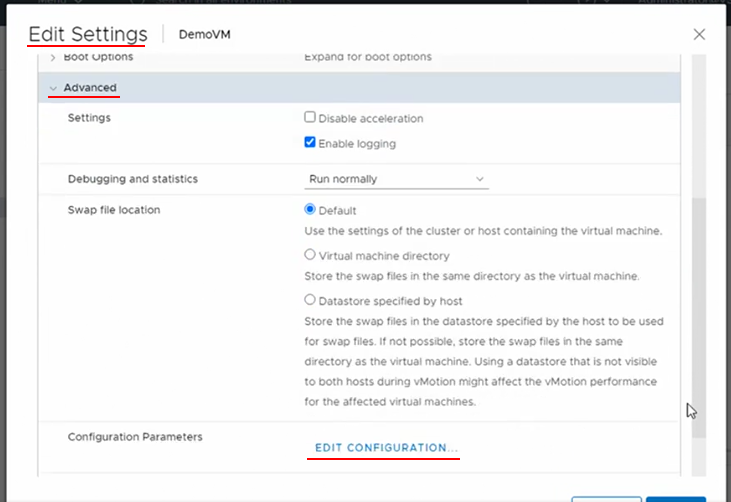 Edit Settings DemoVM
Boot Options Expand for boot options
Advanced
Settings Disable acceleration
Enable logging
Debugging and statistics Run normally
Swap file location Default
Use the settings of the cluster or host containing the virtual machine.
Virtual machine directory
Store the swap files in the same directory as the virtual machine.
Datastore specified by host
Store the swap files in the datastore specified by the host to be used
for swap files. If not possible, store the swap files in the same
directory as the virtual machine. Using a datastore that is not visible
to both hosts during vMotion might affect the vMotion performance
for the affected virtual machines.
Configuration Parameters EDIT CONFIGURATION...